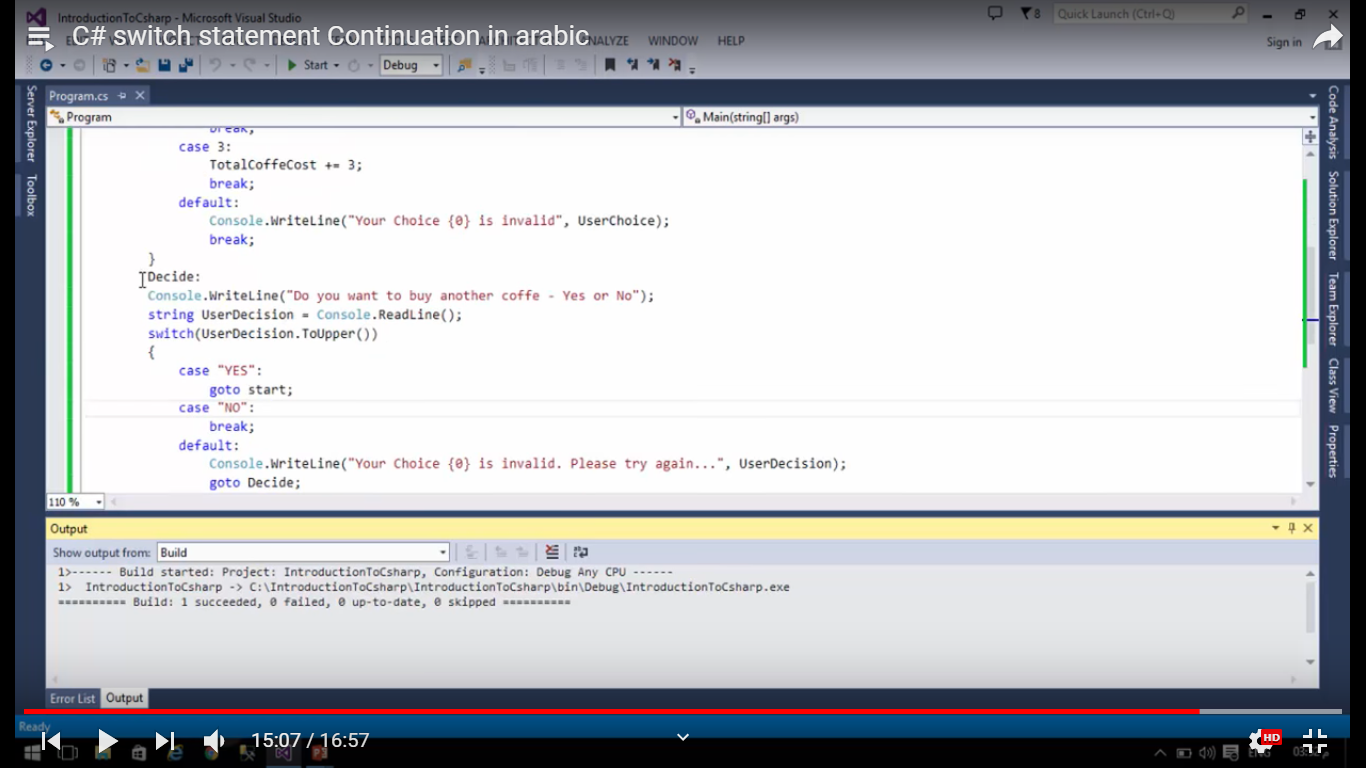 IntroductionToCsharp - Microsoft Visual Studio
8
Quick Launch (Ctrl+Q)
C# switch statement Continuation in arabic
ANALYZE WINDOW HELP
Sign in
Start
Debug
Program.cs
Program
Main(string[] args)
Server Explorer
Toolbox
break;
case 3:
TotalCoffeCost += 3;
break;
default:
Console.WriteLine("Your Choice {0} is invalid", UserChoice);
break;
}
Decide:
Console.WriteLine("Do you want to buy another coffe - Yes or No");
string UserDecision = Console.ReadLine();
switch(UserDecision.ToUpper())
{
case "YES":
goto start;
case "NO":
break;
default:
Console.WriteLine("Your Choice {0} is invalid. Please try again...", UserDecision);
goto Decide;
110 %
Code Analysis
Solution Explorer
Team Explorer
Class View
Properties
Output
Show output from: Build
1>------ Build started: Project: IntroductionToCsharp, Configuration: Debug Any CPU ------
1> IntroductionToCsharp -> C:\IntroductionToCsharp\IntroductionToCsharp\bin\Debug\IntroductionToCsharp.exe
========== Build: 1 succeeded, 0 failed, 0 up-to-date, 0 skipped ==========
Error List Output
Ready
15:07 / 16:57
HD